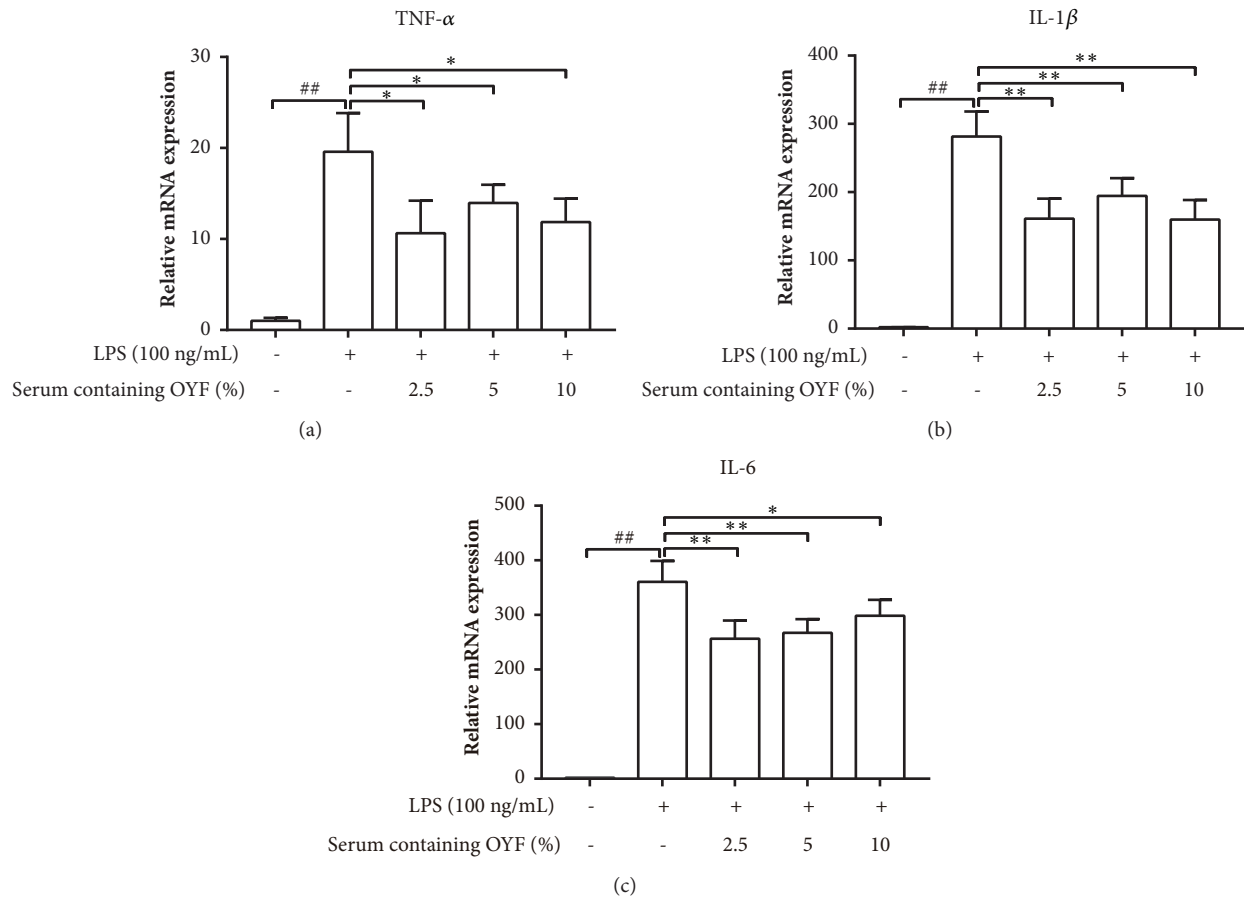 TNF-α
Relative mRNA expression
30
20
10
0
##
*
*
*
LPS (100 ng/mL) - + + + +
Serum containing OYF (%) - - 2.5 5 10
(a)
IL-1β
Relative mRNA expression
400
300
200
100
0
##
**
**
**
LPS (100 ng/mL) - + + + +
Serum containing OYF (%) - - 2.5 5 10
(b)
IL-6
Relative mRNA expression
500
400
300
200
100
0
##
**
**
*
LPS (100 ng/mL) - + + + +
Serum containing OYF (%) - - 2.5 5 10
(c)